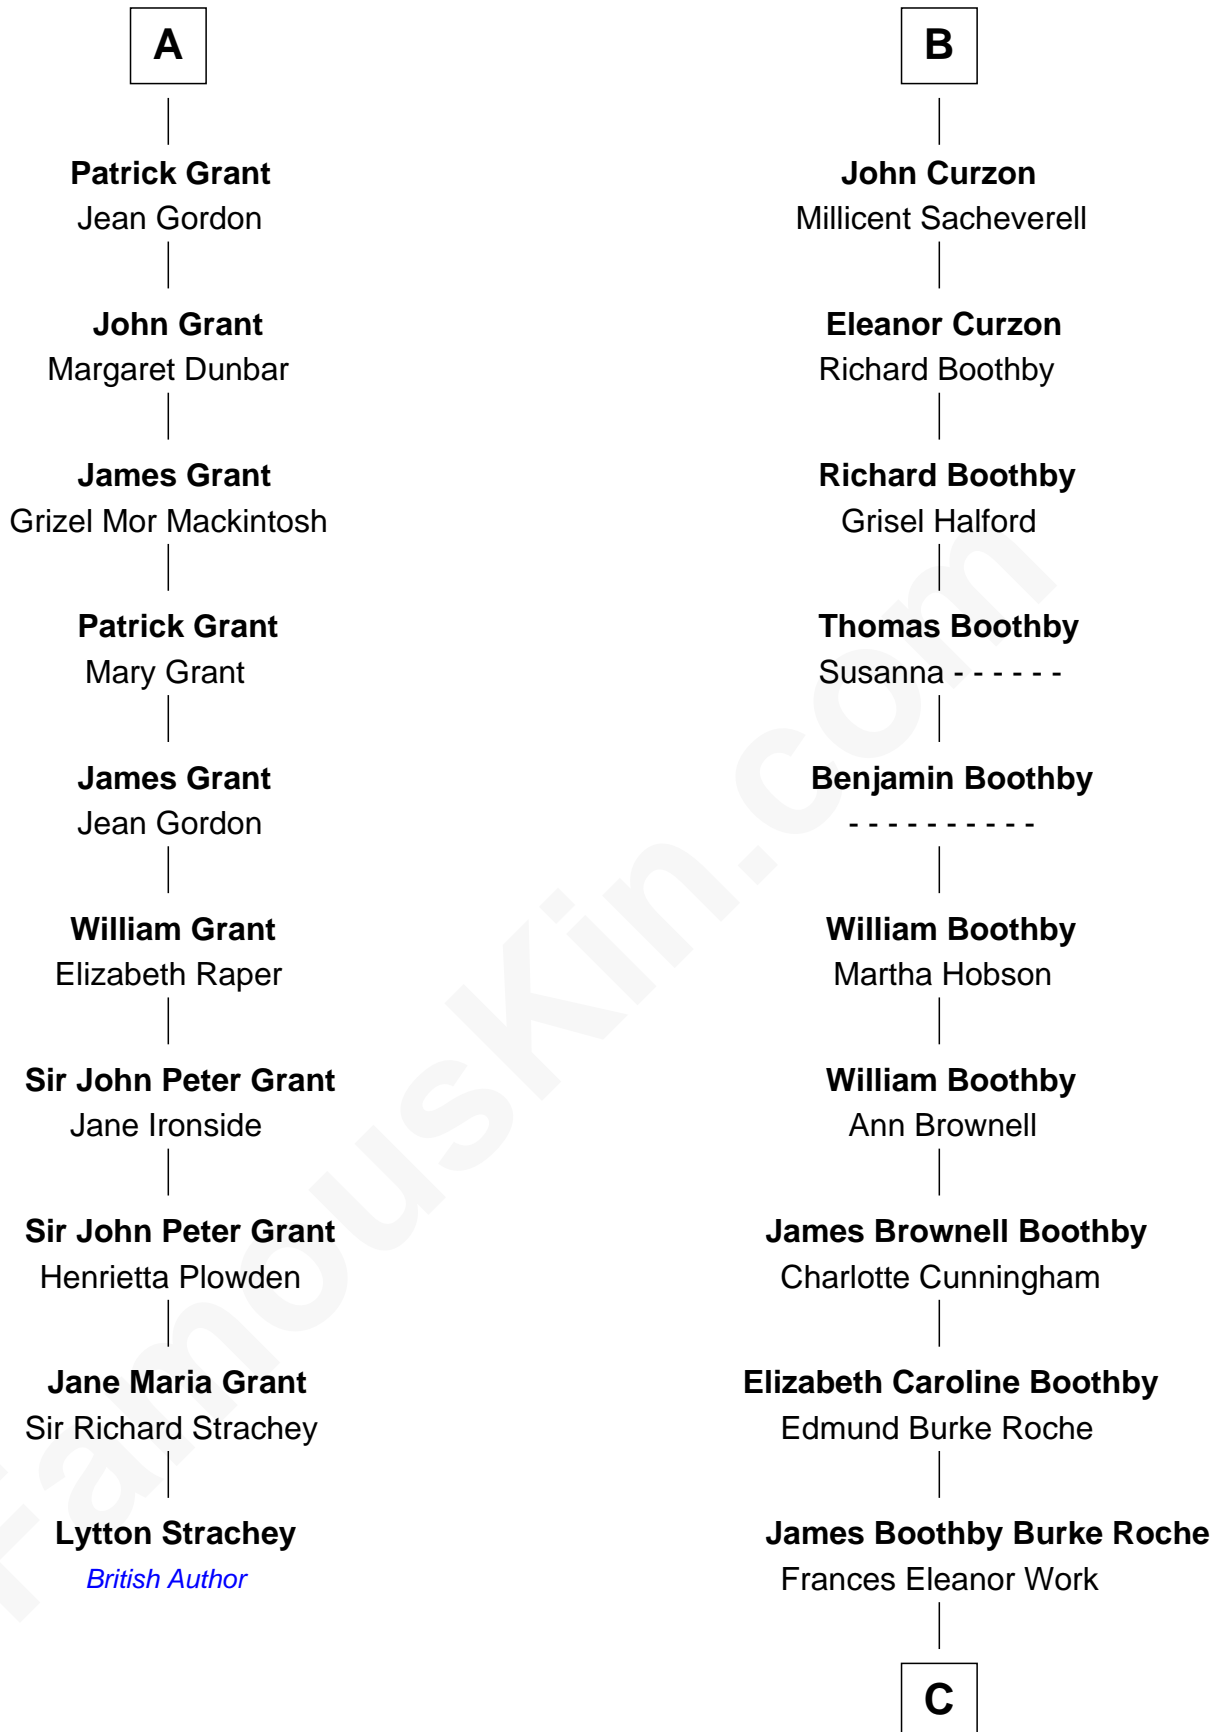 A
Patrick Grant
Jean Gordon
John Grant
Margaret Dunbar
James Grant
Grizel Mor Mackintosh
Patrick Grant
Mary Grant
James Grant
Jean Gordon
William Grant
Elizabeth Raper
Sir John Peter Grant
Jane Ironside
Sir John Peter Grant
Henrietta Plowden
Jane Maria Grant
Sir Richard Strachey
Lytton Strachey
British Author
B
John Curzon
Millicent Sacheverell
Eleanor Curzon
Richard Boothby
Richard Boothby
Grisel Halford
Thomas Boothby
Susanna - - - - - -
Benjamin Boothby
- - - - - - - - - -
William Boothby
Martha Hobson
William Boothby
Ann Brownell
James Brownell Boothby
Charlotte Cunningham
Elizabeth Caroline Boothby
Edmund Burke Roche
James Boothby Burke Roche
Frances Eleanor Work
C
FamousKin.com